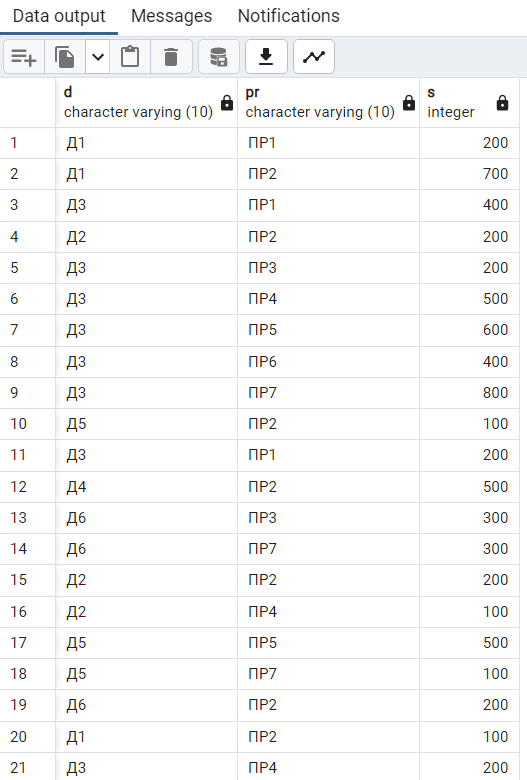 Data output Messages Notifications
d pr s
character varying (10) character varying (10) integer
1 Д1 ПР1 200
2 Д1 ПР2 700
3 Д3 ПР1 400
4 Д2 ПР2 200
5 Д3 ПР3 200
6 Д3 ПР4 500
7 Д3 ПР5 600
8 Д3 ПР6 400
9 Д3 ПР7 800
10 Д5 ПР2 100
11 Д3 ПР1 200
12 Д4 ПР2 500
13 Д6 ПР3 300
14 Д6 ПР7 300
15 Д2 ПР2 200
16 Д2 ПР4 100
17 Д5 ПР5 500
18 Д5 ПР7 100
19 Д6 ПР2 200
20 Д1 ПР2 100
21 Д3 ПР4 200